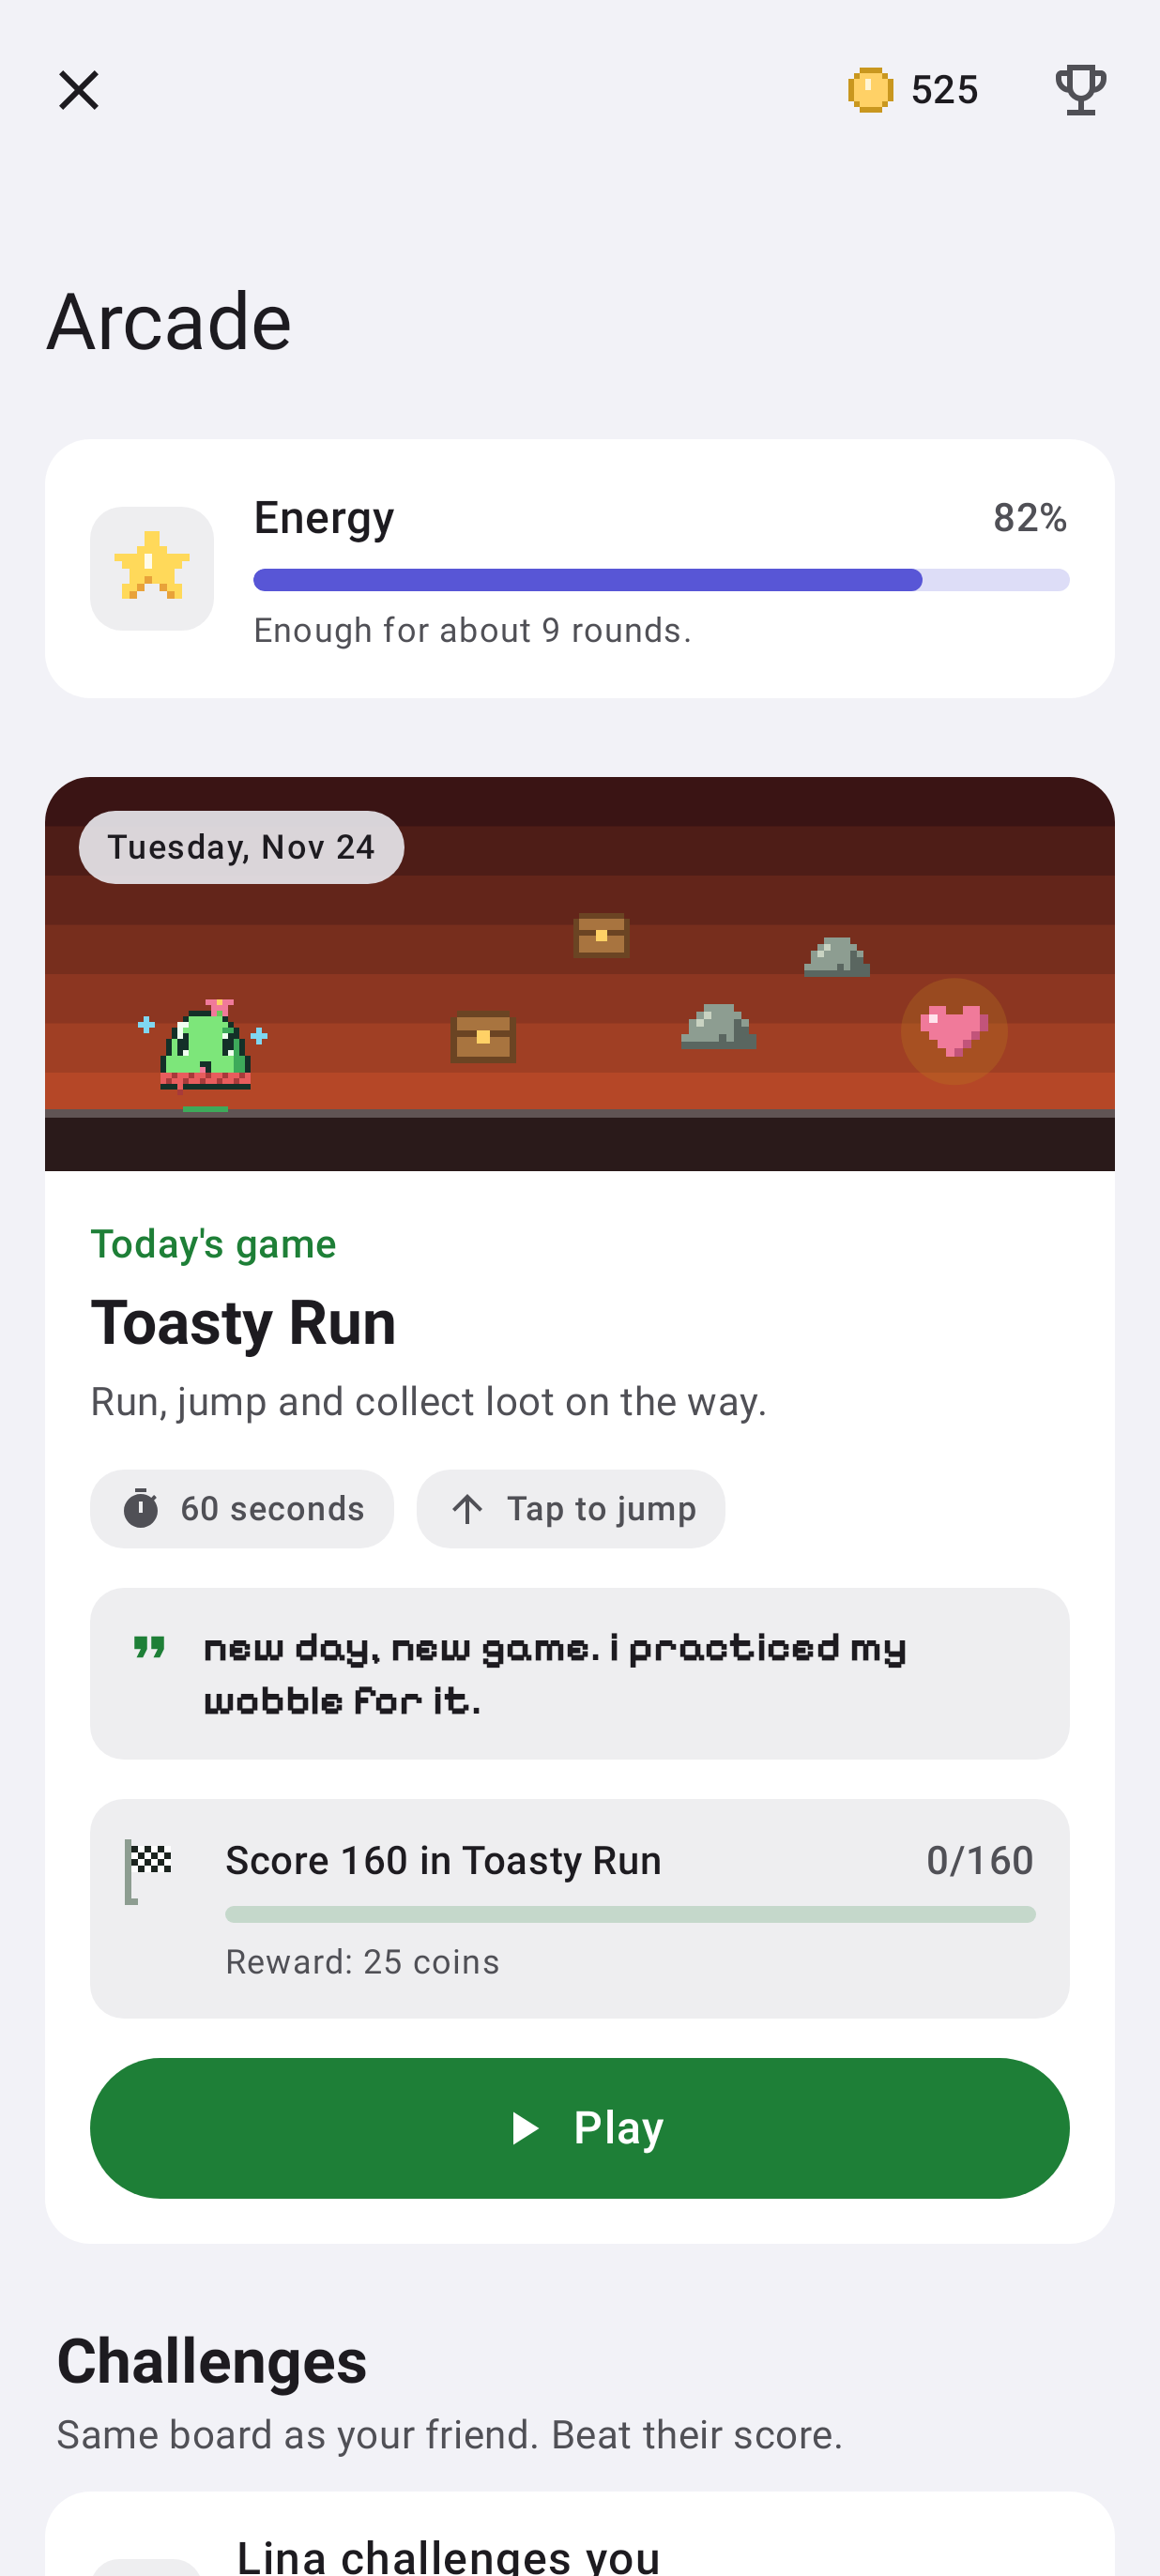 525
Arcade
Energy
82%
Enough for about 9 rounds.
Tuesday, Nov 24
Today's game
Toasty Run
Run, jump and collect loot on the way.
60 seconds
Tap to jump
new day, new game. i practiced my
wobble for it.
Score 160 in Toasty Run
0/160
Reward: 25 coins
Play
Challenges
Same board as your friend. Beat their score.
Lina challenges you